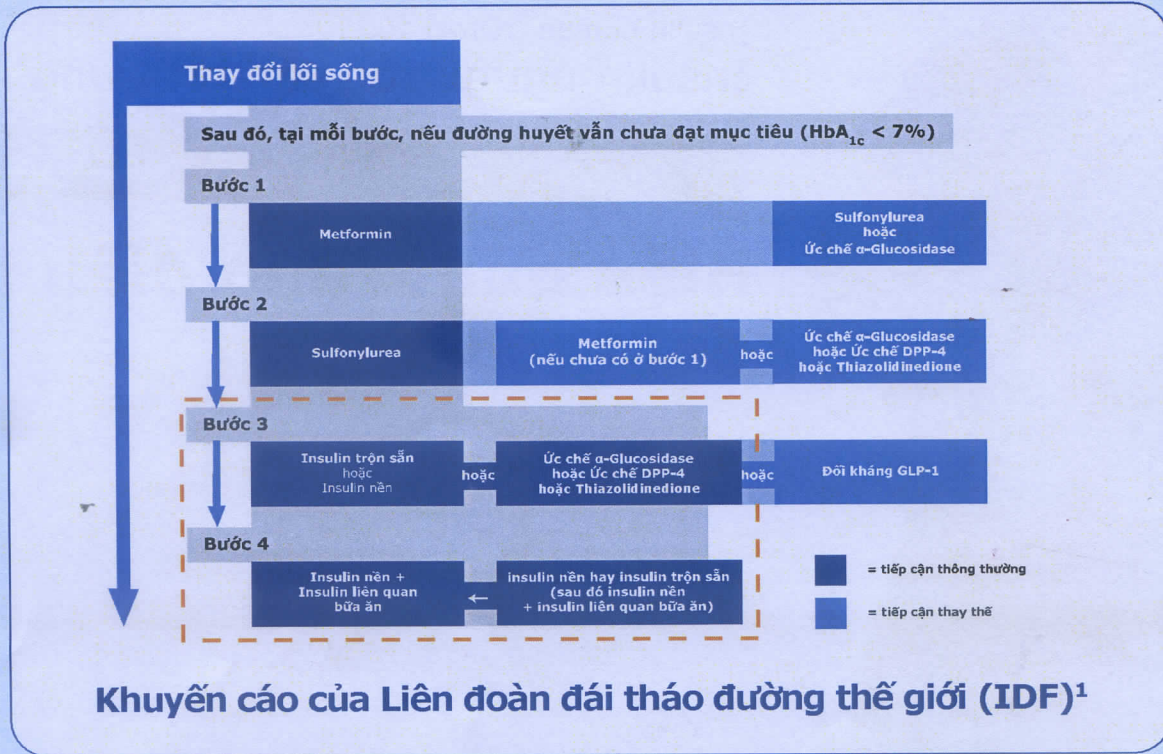 Thay đổi lối sống
Sau đó, tại mỗi bước, nếu đường huyết vẫn chưa đạt mục tiêu (HbA1c < 7%)
Bước 1
Metformin
Sulfonylurea
hoặc
Ức chế α-Glucosidase
Bước 2
Sulfonylurea
Metformin
(nếu chưa có ở bước 1)
hoặc
Ức chế α-Glucosidase
hoặc Ức chế DPP-4
hoặc Thiazolidinedione
Bước 3
Insulin trộn sẵn
hoặc
Insulin nền
hoặc
Ức chế α-Glucosidase
hoặc Ức chế DPP-4
hoặc Thiazolidinedione
hoặc
Đối kháng GLP-1
Bước 4
Insulin nền +
Insulin liên quan
bữa ăn
←
insulin nền hay insulin trộn sẵn
(sau đó insulin nền
+ insulin liên quan bữa ăn)
= tiếp cận thông thường
= tiếp cận thay thế
Khuyến cáo của Liên đoàn đái tháo đường thế giới (IDF)¹